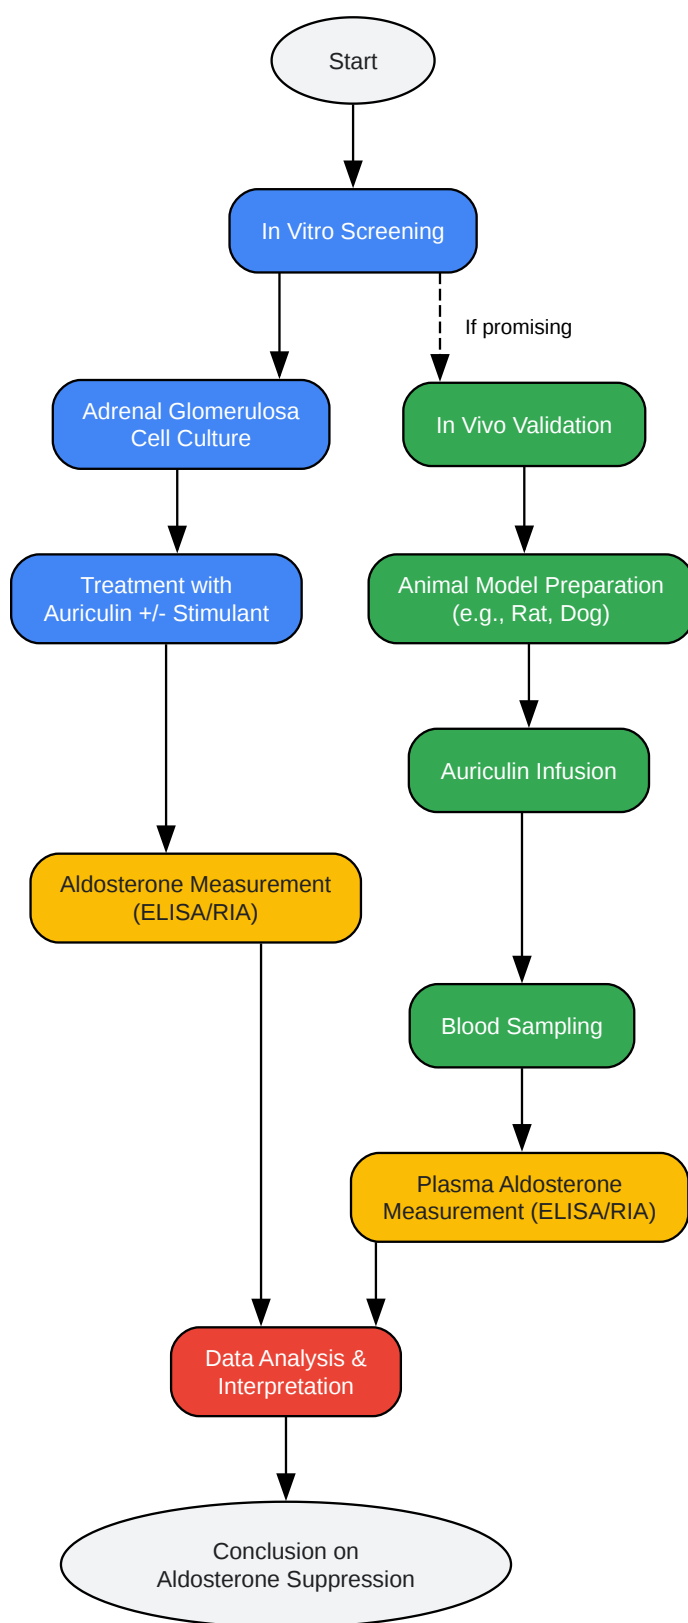 Start
In Vitro Screening
If promising
Adrenal Glomerulosa
Cell Culture
In Vivo Validation
Treatment with
Auriculin +/- Stimulant
Animal Model Preparation
(e.g., Rat, Dog)
Auriculin Infusion
Aldosterone Measurement
(ELISA/RIA)
Blood Sampling
Plasma Aldosterone
Measurement (ELISA/RIA)
Data Analysis &
Interpretation
Conclusion on
Aldosterone Suppression